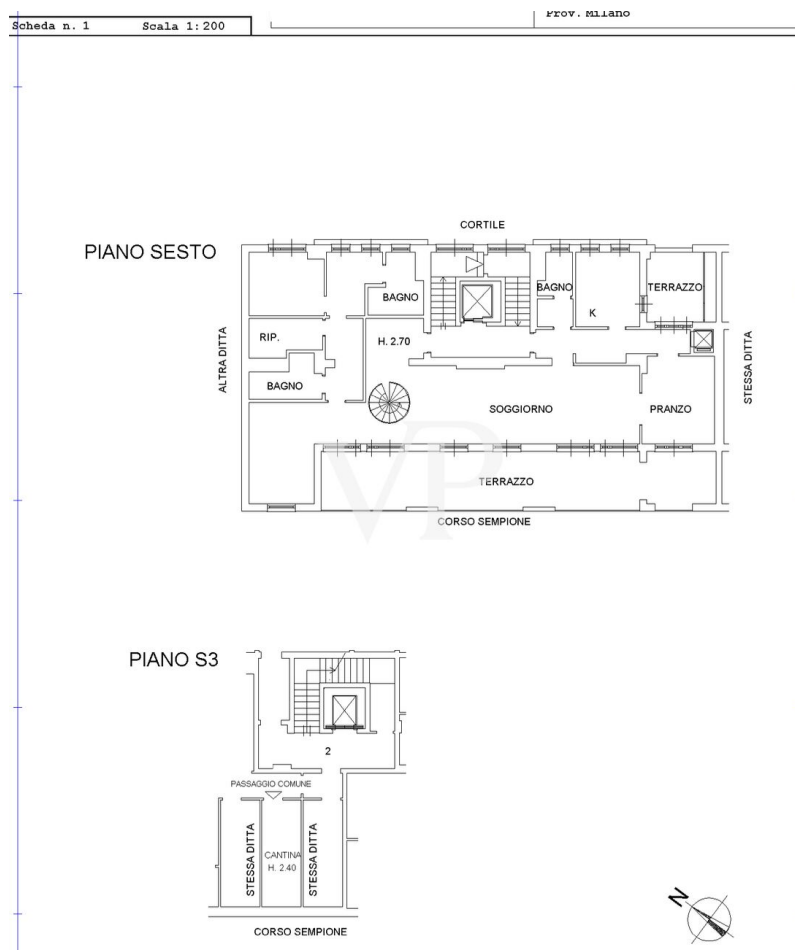 Prov. Milano
Scheda n. 1 Scala 1:200
CORTILE
PIANO SESTO
BAGNO
BAGNO
TERRAZZO
K
RIP.
H. 2.70
ALTRA DITTA
STESSA DITTA
BAGNO
SOGGIORNO
PRANZO
VP
TERRAZZO
CORSO SEMPIONE
PIANO S3
2
PASSAGGIO COMUNE
STESSA DITTA
CANTINA
H. 2.40
STESSA DITTA
CORSO SEMPIONE
N